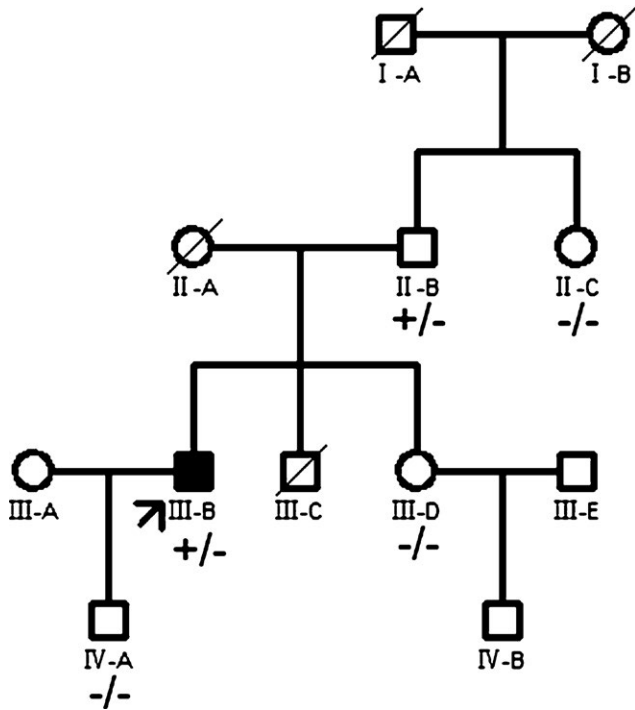 I-A I-B
II-A II-B II-C
+/- -/-
III-A III-B III-C III-D III-E
+/- -/-
IV-A IV-B
-/-